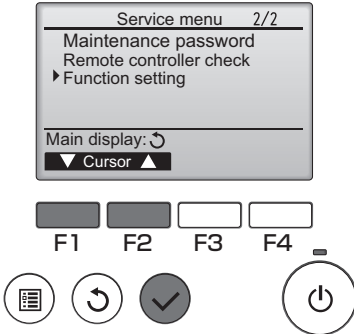 Service menu 2/2
Maintenance password
Remote controller check
Function setting
Main display:
Cursor
F1 F2 F3 F4